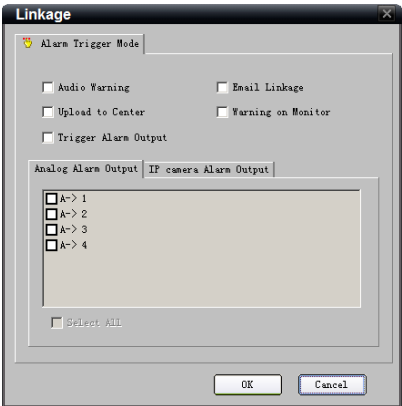 Linkage
Alarm Trigger Mode
Audio Warning Email Linkage
Upload to Center Warning on Monitor
Trigger Alarm Output
Analog Alarm Output IP camera Alarm Output
A-> 1
A-> 2
A-> 3
A-> 4
Select All
OK Cancel